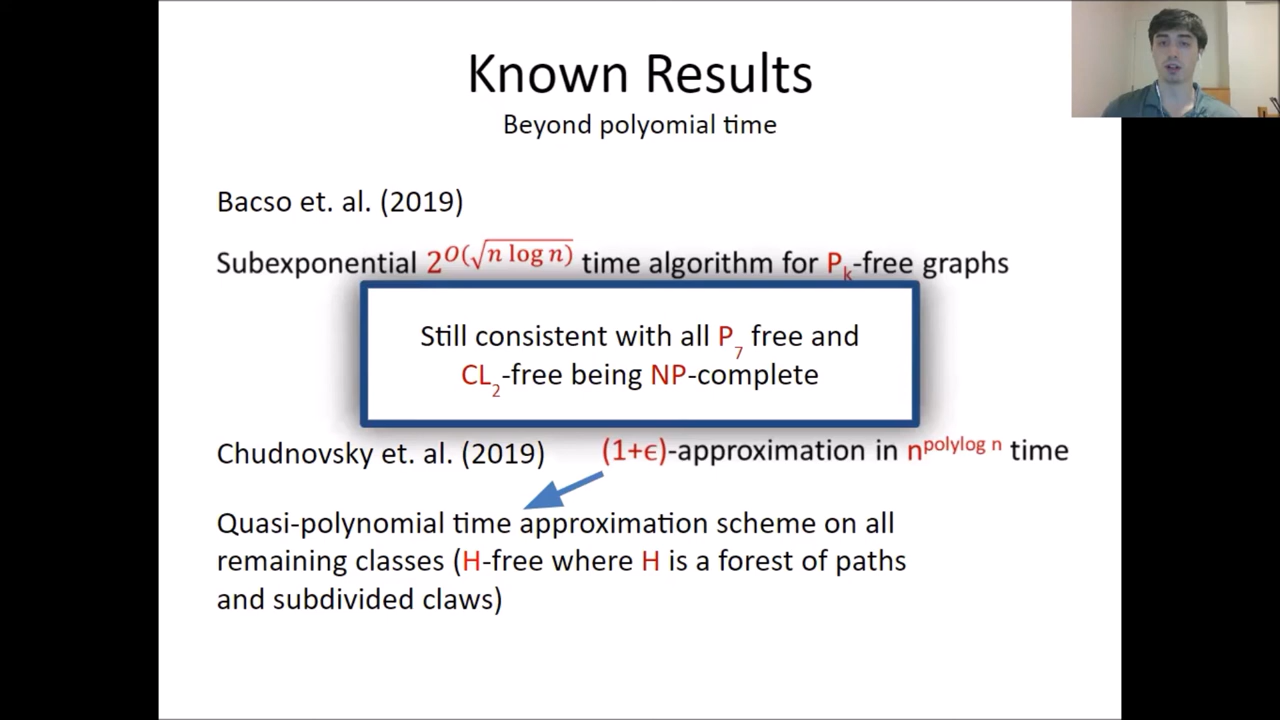 Known Results
Beyond polyomial time
Bacso et. al. (2019)
Subexponential 2^{O(√(n log n))} time algorithm for P_k-free graphs
Still consistent with all P_7 free and
CL_2-free being NP-complete
Chudnovsky et. al. (2019)
(1+ϵ)-approximation in n^{polylog n} time
Quasi-polynomial time approximation scheme on all
remaining classes (H-free where H is a forest of paths
and subdivided claws)